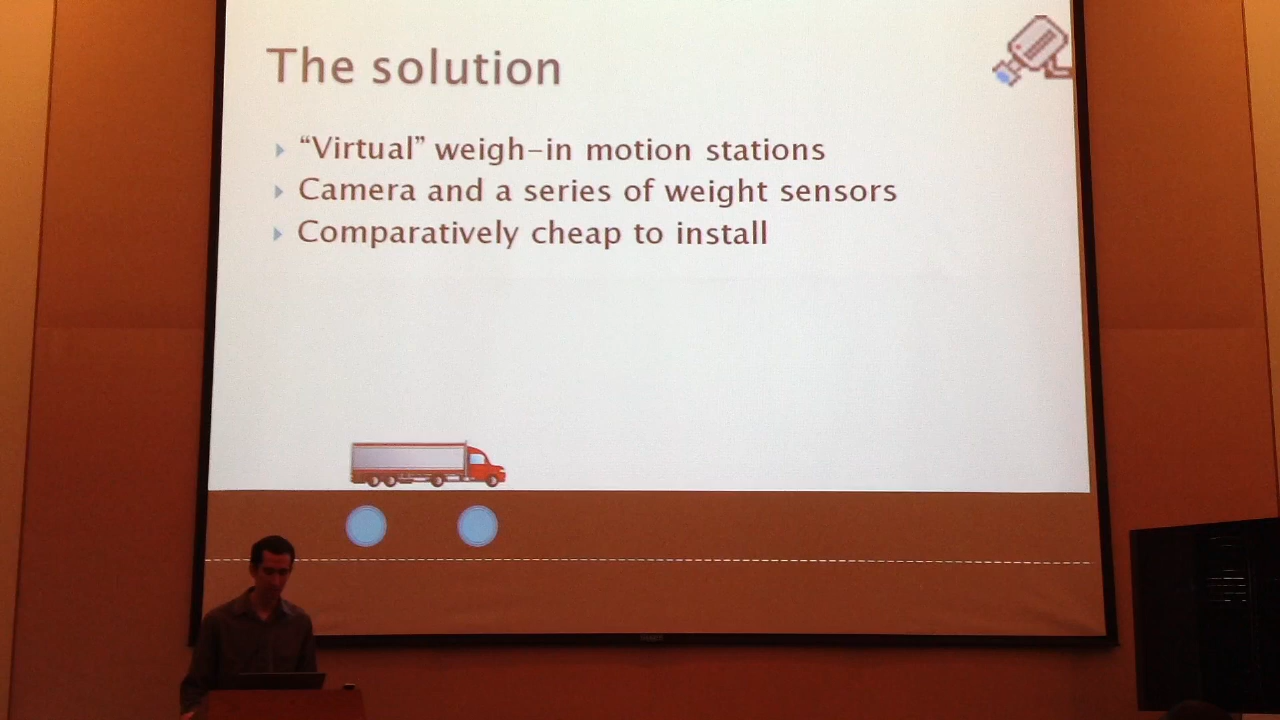 The solution
“Virtual” weigh-in motion stations
Camera and a series of weight sensors
Comparatively cheap to install